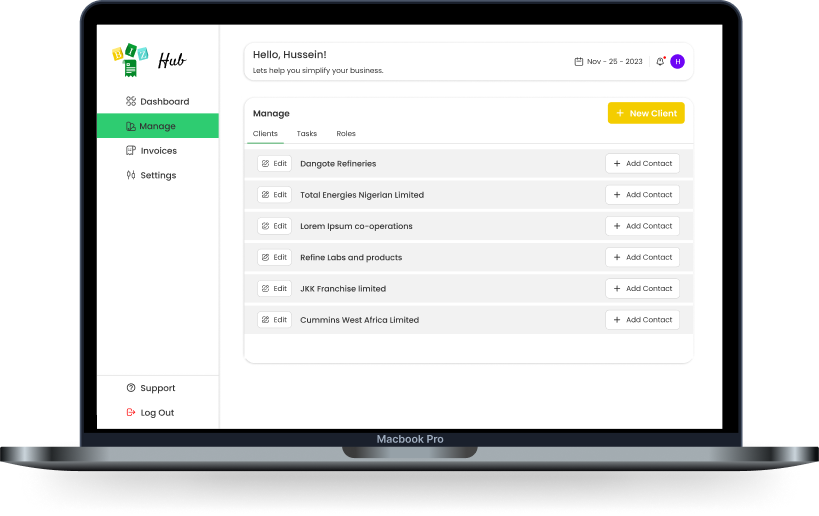 BIZ Hub
Hello, Hussein!
Lets help you simplify your business.
Nov - 25 - 2023
H
Dashboard
Manage
Invoices
Settings
Support
Log Out
Manage
New Client
Clients Tasks Roles
Edit Dangote Refineries Add Contact
Edit Total Energies Nigerian Limited Add Contact
Edit Lorem Ipsum co-operations Add Contact
Edit Refine Labs and products Add Contact
Edit JKK Franchise limited Add Contact
Edit Cummins West Africa Limited Add Contact
Macbook Pro